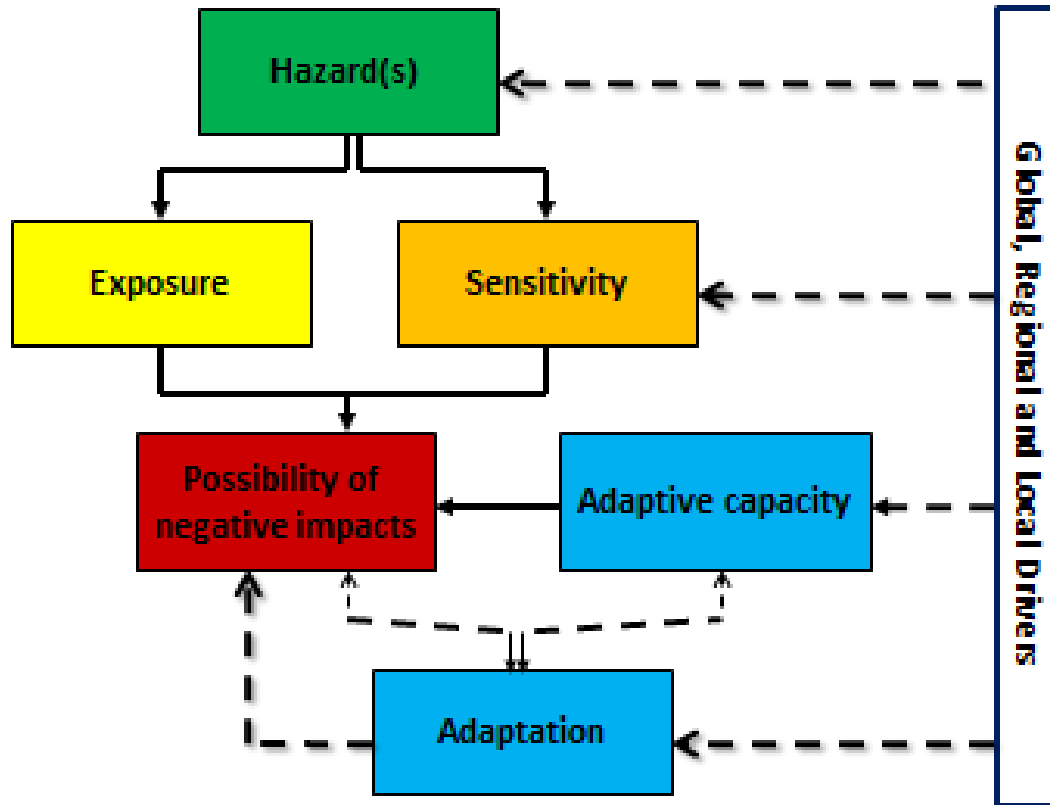 Hazard(s)
Exposure
Sensitivity
Possibility of
negative impacts
Adaptive capacity
Adaptation
Global, Regional and Local Drivers